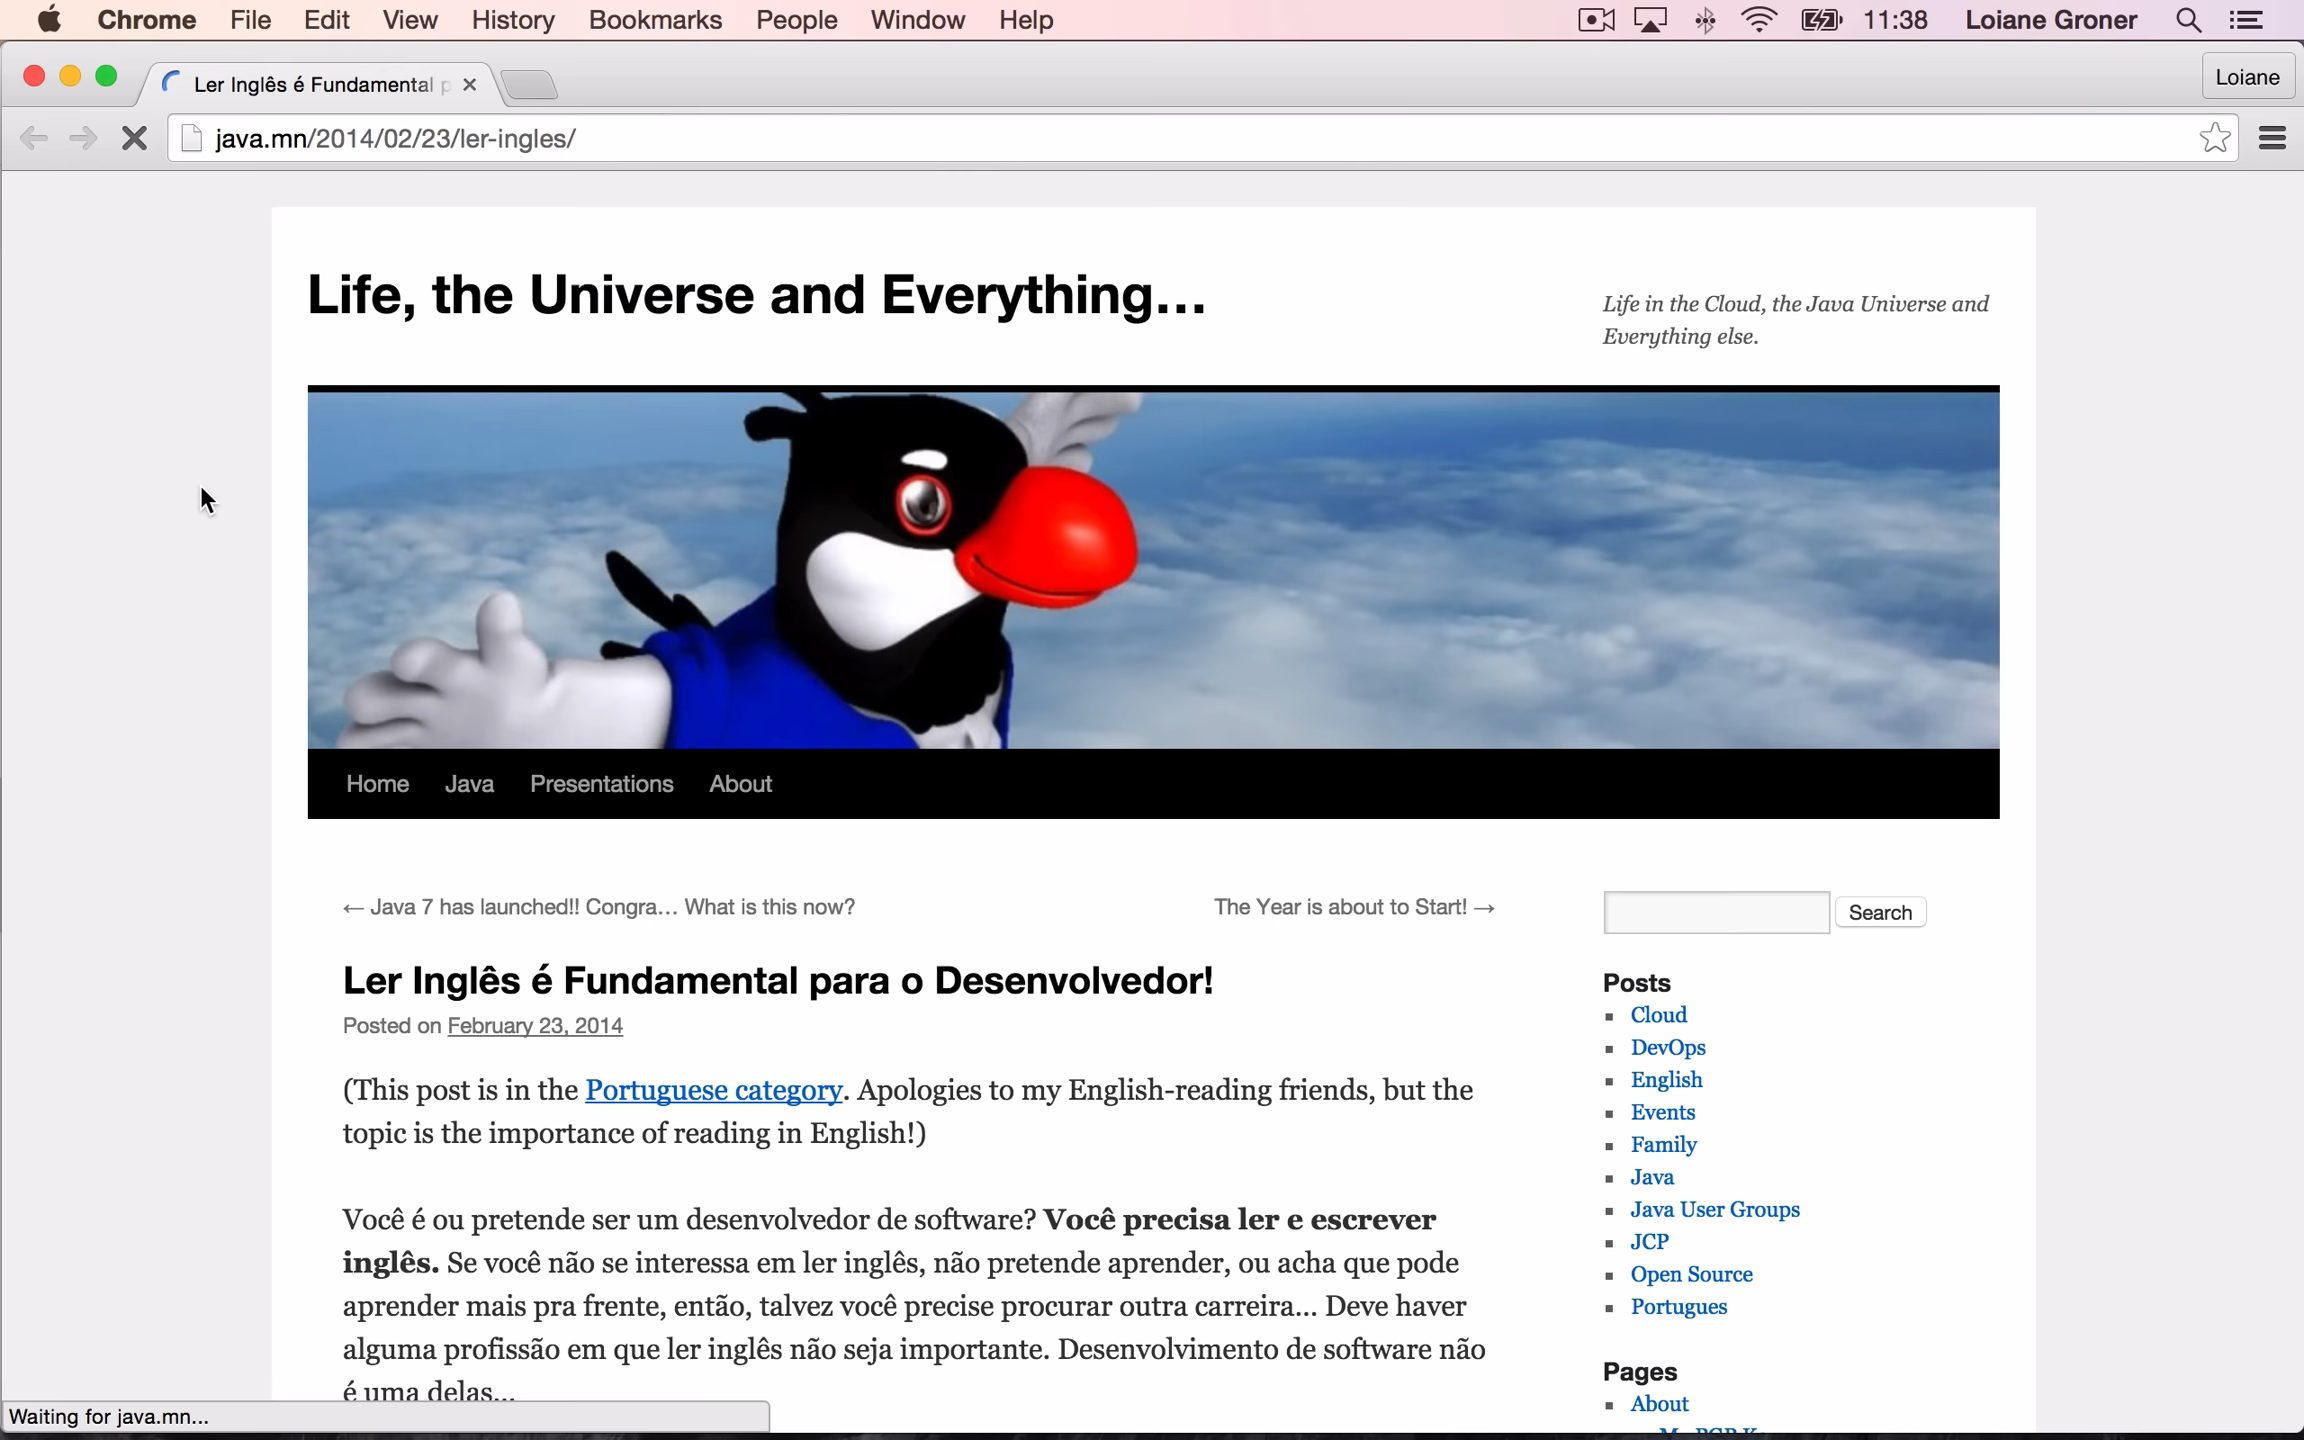 Chrome File Edit View History Bookmarks People Window Help 11:38 Loiane Groner
Ler Inglês é Fundamental p Loiane
java.mn/2014/02/23/ler-ingles/
Life, the Universe and Everything...
Life in the Cloud, the Java Universe and
Everything else.
Home Java Presentations About
← Java 7 has launched!! Congra… What is this now? The Year is about to Start! →
Search
Ler Inglês é Fundamental para o Desenvolvedor!
Posted on February 23, 2014
(This post is in the Portuguese category. Apologies to my English-reading friends, but the
topic is the importance of reading in English!)
Você é ou pretende ser um desenvolvedor de software? Você precisa ler e escrever
inglês. Se você não se interessa em ler inglês, não pretende aprender, ou acha que pode
aprender mais pra frente, então, talvez você precise procurar outra carreira… Deve haver
alguma profissão em que ler inglês não seja importante. Desenvolvimento de software não
é uma delas…
Posts
Cloud
DevOps
English
Events
Family
Java
Java User Groups
JCP
Open Source
Portugues
Pages
About
Waiting for java.mn...